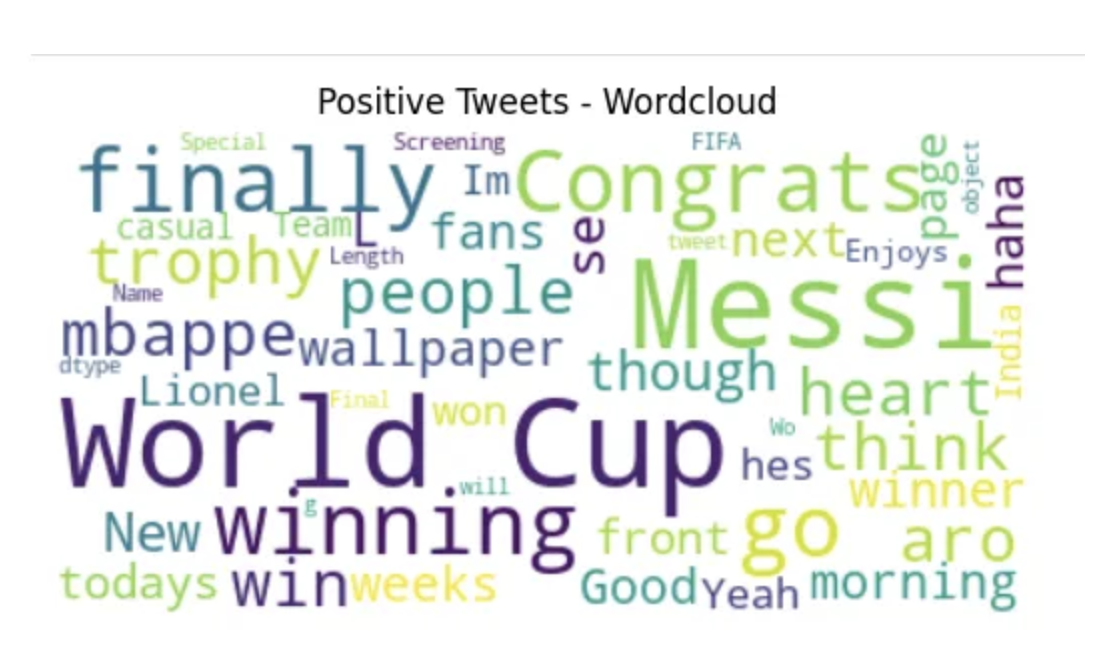 Positive Tweets - Wordcloud
Special Screening FIFA
finally Im Congrats page object
casual Team L fans se haha
trophy Length tweet next Enjoys
Name people Messi
mbappe wallpaper India
dtype though
Lionel Final won heart
World Cup Wo think
will hes winner
g
New winning front go aro
todays win weeks Good Yeah morning